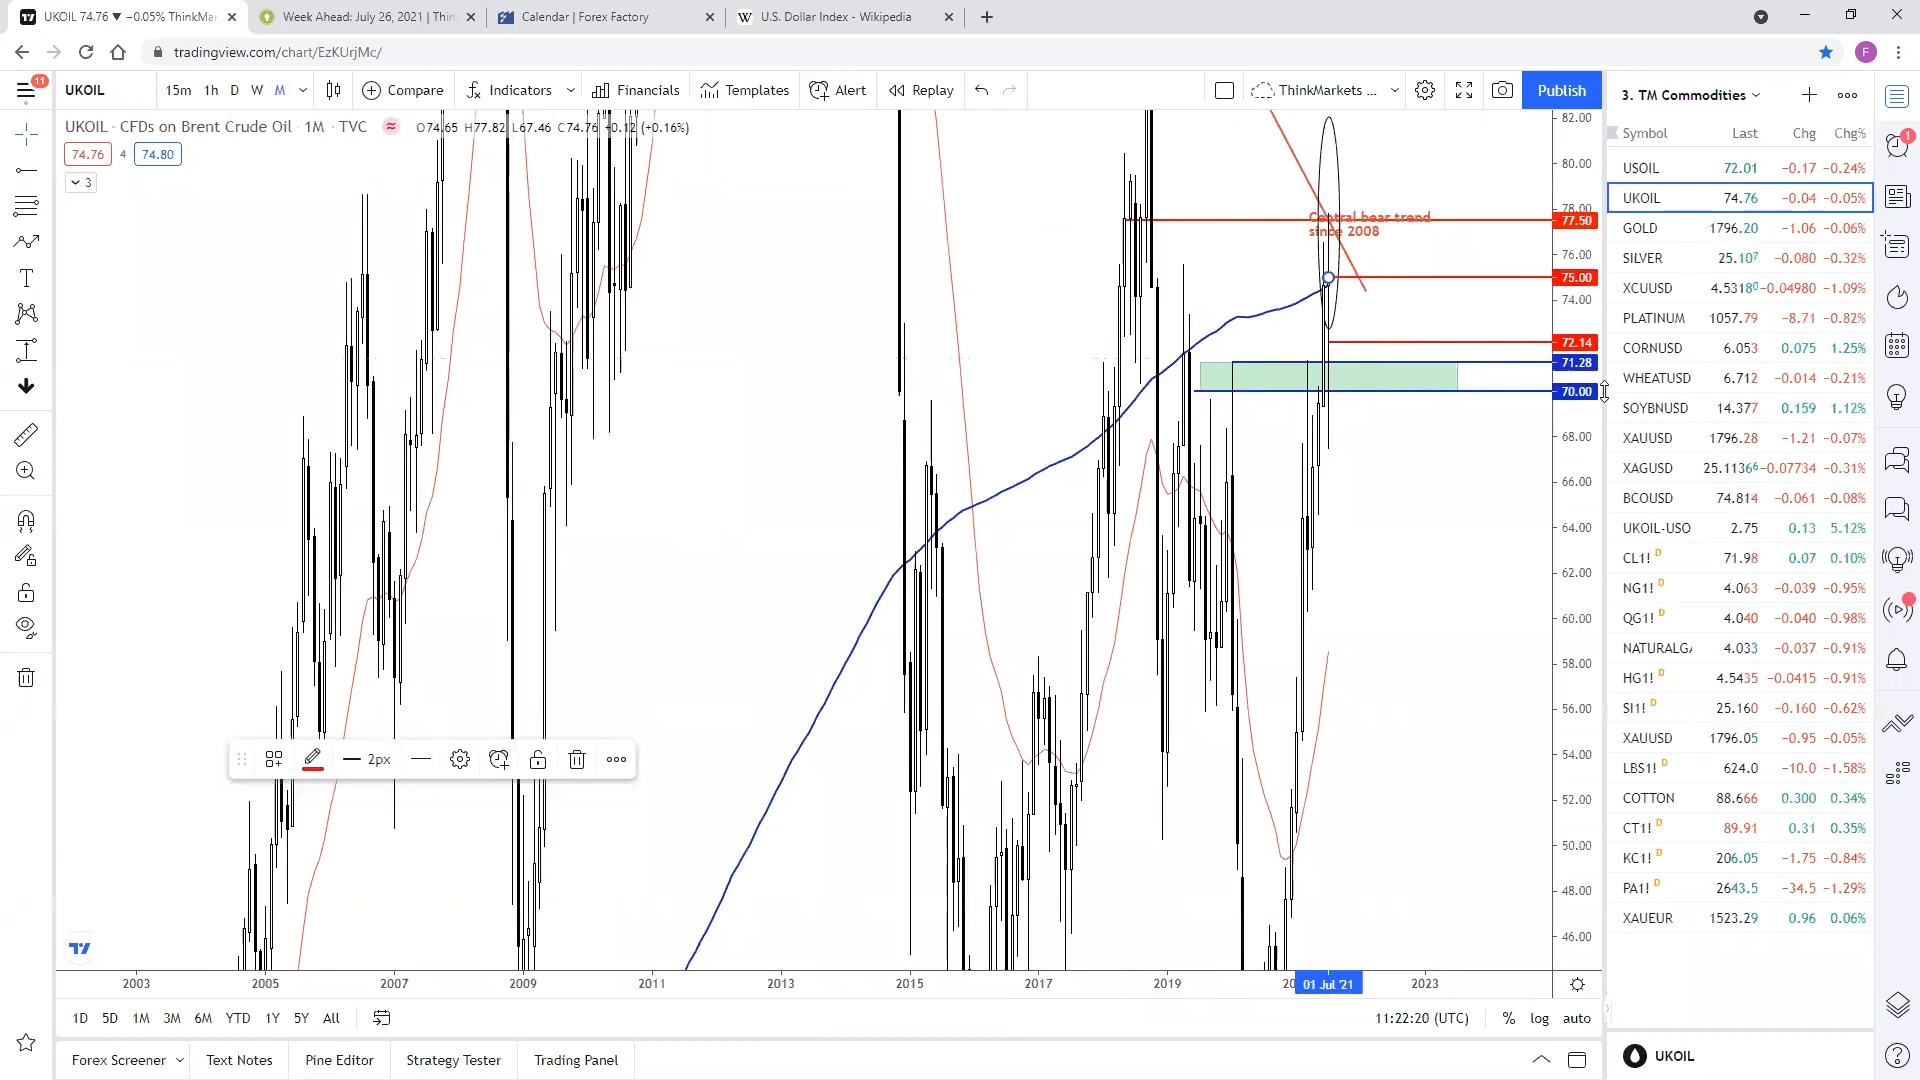 UKOIL 74.76 ▼ −0.05% ThinkMar
Week Ahead: July 26, 2021 | Thin
Calendar | Forex Factory
W U.S. Dollar Index - Wikipedia
tradingview.com/chart/EzKUrjMc/
F
11
UKOIL
15m 1h D W M
Compare
Indicators
Financials
Templates
Alert
Replay
ThinkMarkets ...
Publish
UKOIL · CFDs on Brent Crude Oil · 1M · TVC
O74.65 H77.82 L67.46 C74.76 +0.12 (+0.16%)
74.76 4 74.80
3
Central bear trend
since 2008
82.00
80.00
78.00
77.50
76.00
75.00
74.00
72.14
71.28
70.00
68.00
66.00
64.00
62.00
60.00
58.00
56.00
54.00
52.00
50.00
48.00
46.00
2px
2003 2005 2007 2009 2011 2013 2015 2017 2019 01 Jul '21 2023
1D 5D 1M 3M 6M YTD 1Y 5Y All
11:22:20 (UTC) % log auto
Forex Screener Text Notes Pine Editor Strategy Tester Trading Panel
3. TM Commodities
Symbol Last Chg Chg%
USOIL 72.01 −0.17 −0.24%
UKOIL 74.76 −0.04 −0.05%
GOLD 1796.20 −1.06 −0.06%
SILVER 25.107 −0.080 −0.32%
XCUUSD 4.53180 −0.04980 −1.09%
PLATINUM 1057.79 −8.71 −0.82%
CORNUSD 6.053 0.075 1.25%
WHEATUSD 6.712 −0.014 −0.21%
SOYBNUSD 14.377 0.159 1.12%
XAUUSD 1796.28 −1.21 −0.07%
XAGUSD 25.11366 −0.07734 −0.31%
BCOUSD 74.814 −0.061 −0.08%
UKOIL-USO 2.75 0.13 5.12%
CL1! D 71.98 0.07 0.10%
NG1! D 4.063 −0.039 −0.95%
QG1! D 4.040 −0.040 −0.98%
NATURALGA 4.033 −0.037 −0.91%
HG1! D 4.5435 −0.0415 −0.91%
SI1! D 25.160 −0.160 −0.62%
XAUUSD 1796.05 −0.95 −0.05%
LBS1! D 624.0 −10.0 −1.58%
COTTON 88.666 0.300 0.34%
CT1! D 89.91 0.31 0.35%
KC1! D 206.05 −1.75 −0.84%
PA1! D 2643.5 −34.5 −1.29%
XAUEUR 1523.29 0.96 0.06%
UKOIL
1